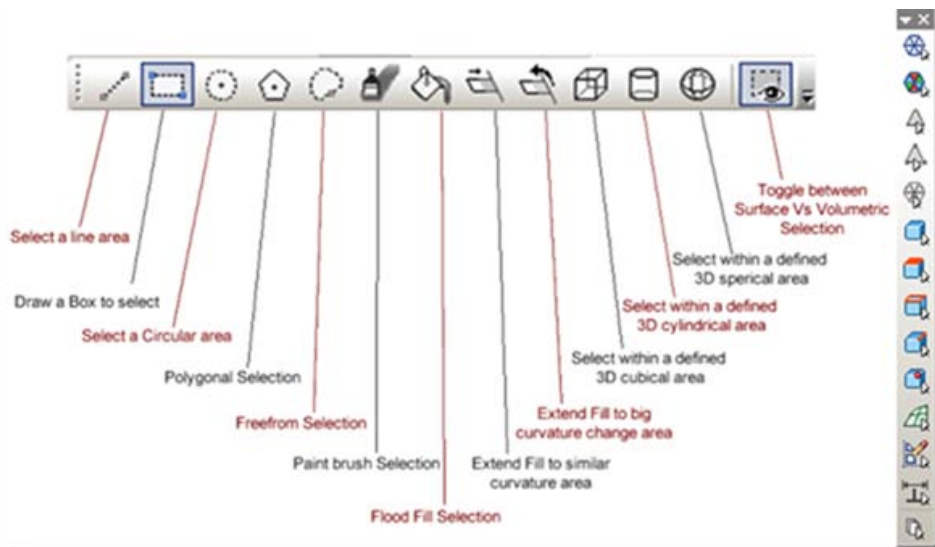 Toggle between
Surface Vs Volumetric
Selection
Select a line area
Select within a defined
3D sperical area
Draw a Box to select
Select within a defined
3D cylindrical area
Select a Circular area
Select within a defined
3D cubical area
Polygonal Selection
Extend Fill to big
curvature change area
Freefrom Selection
Paint brush Selection
Extend Fill to similar
curvature area
Flood Fill Selection